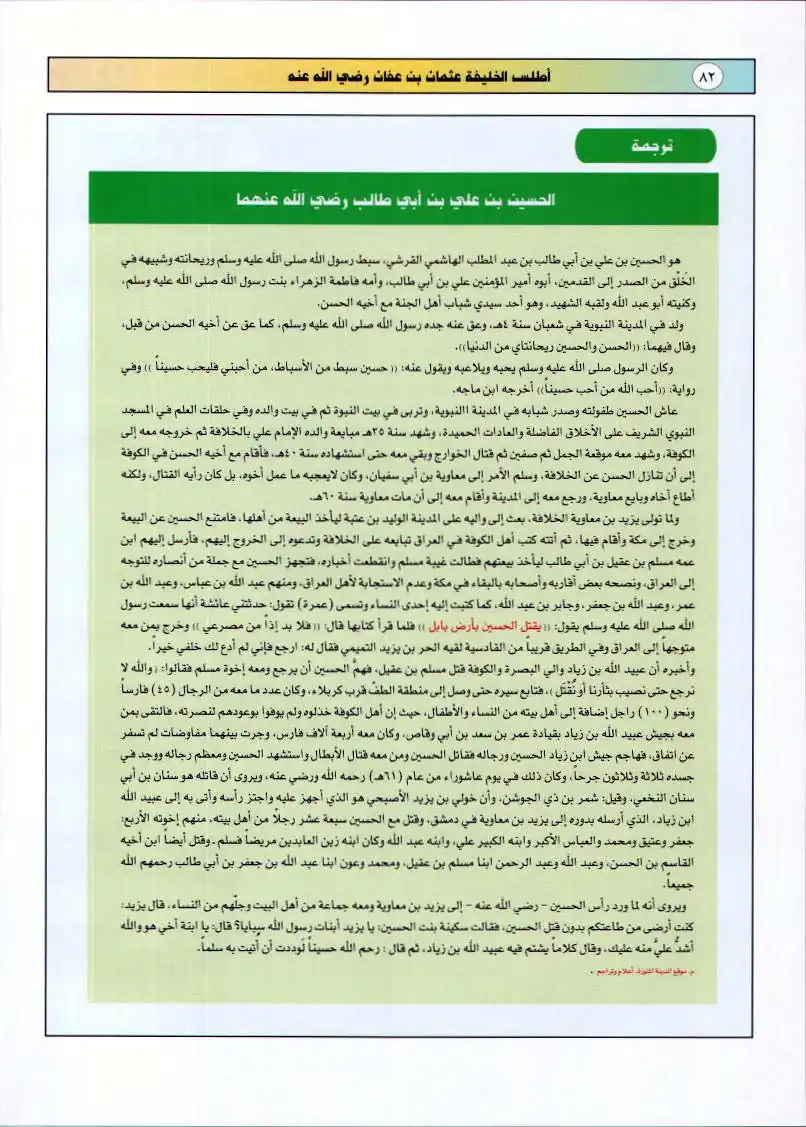 ٨٢
أطلس الخليفة عثمان بن عفان رضي الله عنه
ترجمة
الحسين بن علي بن أبي طالب رضي الله عنهما
هو الحسين بن علي بن أبي طالب بن عبد المطلب الهاشمي القرشي، سبط رسول الله صلى الله عليه وسلم وريحانته وشبيهه في
الخَلْق من الصدر إلى القدمين، أبوه أمير المؤمنين علي بن أبي طالب، وأمه فاطمة الزهراء بنت رسول الله صلى الله عليه وسلم،
وكنيته أبو عبد الله ولقبه الشهيد، وهو أحد سيدي شباب أهل الجنة مع أخيه الحسن.
ولد في المدينة النبوية في شعبان سنة ٤هـ، وعق عنه جده رسول الله صلى الله عليه وسلم، كما عق عن أخيه الحسن من قبل،
وقال فيهما: ((الحسن والحسين ريحانتاي من الدنيا)).
وكان الرسول صلى الله عليه وسلم يحبه ويلاعبه ويقول عنه: (( حسين سبط من الأسباط، من أحبني فليحب حسيناً )) وفي
رواية: ((أحب الله من أحب حسيناً)) أخرجه ابن ماجه.
عاش الحسين طفولته وصدر شبابه في المدينة االنبوية، وتربى في بيت النبوة ثم في بيت والده وفي حلقات العلم في المسجد
النبوي الشريف على الأخلاق الفاضلة والعادات الحميدة، وشهد سنة ٣٥هـ مبايعة والده الإمام علي بالخلافة ثم خروجه معه إلى
الكوفة، وشهد معه موقعة الجمل ثم صفين ثم قتال الخوارج وبقي معه حتى استشهاده سنة ٤٠هـ، فأقام مع أخيه الحسن في الكوفة
إلى أن تنازل الحسن عن الخلافة، وسلم الأمر إلى معاوية بن أبي سفيان، وكان لايعجبه ما عمل أخوه، بل كان رأيه القتال، ولكنه
أطاع أخاه وبايع معاوية، ورجع معه إلى المدينة وأقام معه إلى أن مات معاوية سنة ٦٠هـ.
ولما تولى يزيد بن معاوية الخلافة، بعث إلى واليه على المدينة الوليد بن عتبة ليأخذ البيعة من أهلها، فامتنع الحسين عن البيعة
وخرج إلى مكة وأقام فيها، ثم أتته كتب أهل الكوفة في العراق تبايعه على الخلافة وتدعوه إلى الخروج إليهم، فأرسل إليهم ابن
عمه مسلم بن عقيل بن أبي طالب ليأخذ بيعتهم فطالت غيبة مسلم وانقطعت أخباره، فتجهز الحسين مع جملة من أنصاره للتوجه
إلى العراق، ونصحه بعض أقاربه وأصحابه بالبقاء في مكة وعدم الاستجابة لأهل العراق، ومنهم عبد الله بن عباس، وعبد الله بن
عمر، وعبد الله بن جعفر، وجابر بن عبد الله، كما كتبت إليه إحدى النساء وتسمى (عمرة) تقول: حدثتني عائشة أنها سمعت رسول
الله صلى الله عليه وسلم يقول: (( يقتل الحسين بأرض بابل )) فلما قرأ كتابها قال: ((فلا بد إذاً من مصرعي )) وخرج بمن معه
متوجهاً إلى العراق وفي الطريق قريباً من القادسية لقيه الحر بن يزيد التميمي فقال له: ارجع فإني لم أدع لك خلفي خيراً.
وأخبره أن عبيد الله بن زياد والي البصرة والكوفة قتل مسلم بن عقيل، فهمَّ الحسين أن يرجع ومعه إخوة مسلم فقالوا: (والله لا
نرجع حتى نصيب بثأرنا أو نُقْتَل )، فتابع سيره حتى وصل إلى منطقة الطفّ قرب كربلاء، وكان عدد ما معه من الرجال (٤٥) فارساً
ونحو (١٠٠) راجل إضافة إلى أهل بيته من النساء والأطفال، حيث إن أهل الكوفة خذلوه ولم يوفوا بوعودهم لنصرته، فالتقى بمن
معه بجيش عبيد الله بن زياد بقيادة عمر بن سعد بن أبي وقاص، وكان معه أربعة آلاف فارس، وجرت بينهما مفاوضات لم تسفر
عن اتفاق، فهاجم جيش ابن زياد الحسين ورجاله فقاتل الحسين ومن معه قتال الأبطال واستشهد الحسين ومعظم رجاله ووجد في
جسده ثلاثة وثلاثون جرحاً، وكان ذلك في يوم عاشوراء من عام (٦١هـ) رحمه الله ورضي عنه، ويروى أن قاتله هو سنان بن أبي
سنان النخعي، وقيل: شمر بن ذي الجوشن، وأن خولي بن يزيد الأصبحي هو الذي أجهز عليه واجتز رأسه وأتى به إلى عبيد الله
ابن زياد، الذي أرسله بدوره إلى يزيد بن معاوية في دمشق، وقتل مع الحسين سبعة عشر رجلاً من أهل بيته، منهم إخوته الأربع:
جعفر وعتيق ومحمد والعباس الأكبر وابنه الكبير علي، وابنه عبد الله وكان ابنه زين العابدين مريضاً فسلم. وقتل أيضاً ابن أخيه
القاسم بن الحسن، وعبد الله وعبد الرحمن ابنا مسلم بن عقيل، ومحمد وعون ابنا عبد الله بن جعفر بن أبي طالب رحمهم الله
جميعاً.
ويروى أنه لما ورد رأس الحسين - رضي الله عنه - إلى يزيد بن معاوية ومعه جماعة من أهل البيت وجلّهم من النساء، قال يزيد:
كنت أرضى من طاعتكم بدون قتل الحسين، فقالت سكينة بنت الحسين: يا يزيد أبنات رسول الله سبايا؟ قال: يا ابنة أخي هو والله
أشدُّ عليَّ منه عليك، وقال كلاماً يشتم فيه عبيد الله بن زياد، ثم قال : رحم الله حسيناً لَوددت أن أُتيت به سلماً.
م. موقع المدينة المنورة، أعلام وتراجم .